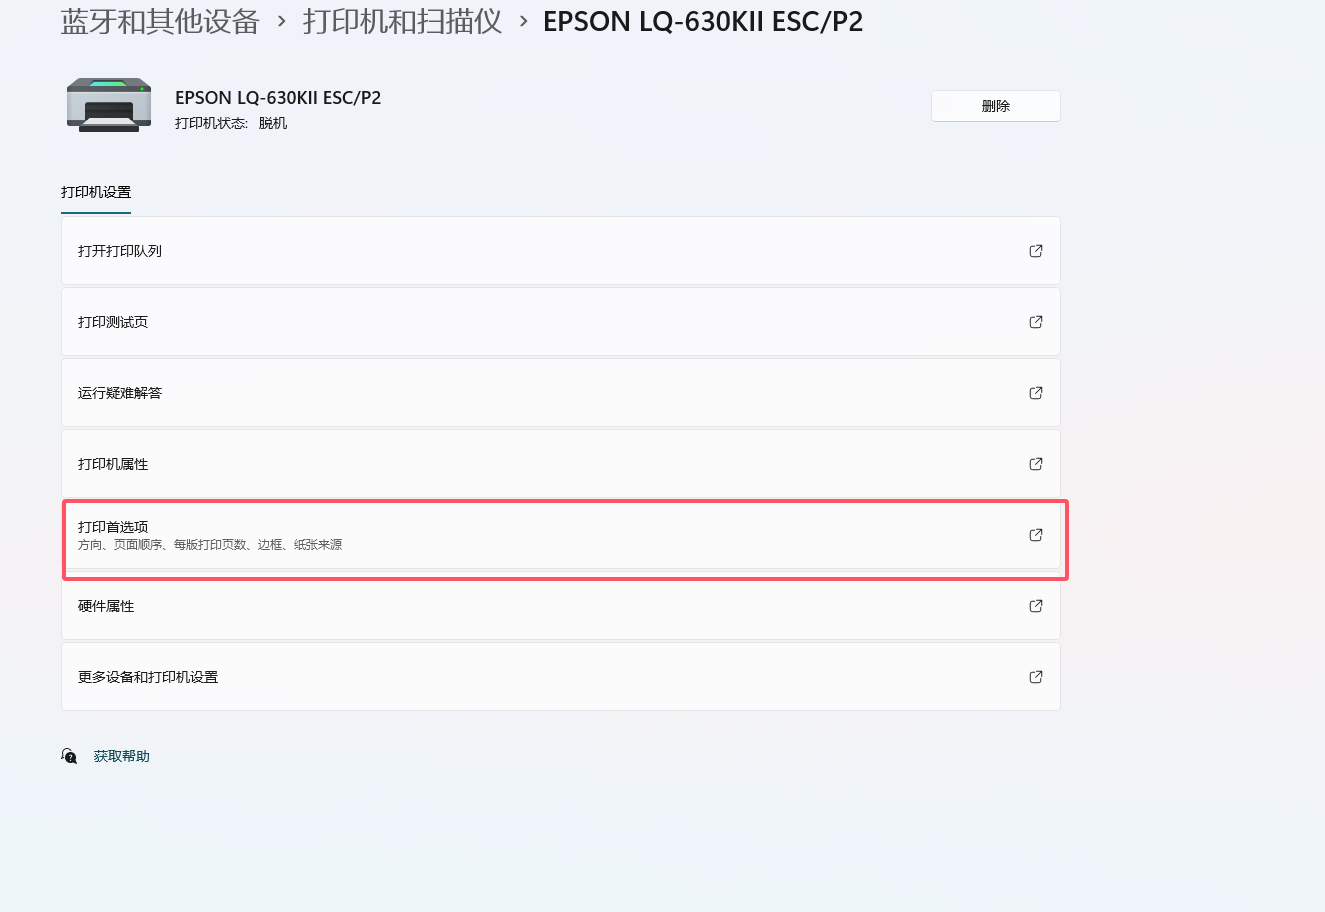 蓝牙和其他设备 › 打印机和扫描仪 › EPSON LQ-630KII ESC/P2
EPSON LQ-630KII ESC/P2
打印机状态: 脱机
删除
打印机设置
打开打印队列
打印测试页
运行疑难解答
打印机属性
打印首选项
方向、页面顺序、每版打印页数、边框、纸张来源
硬件属性
更多设备和打印机设置
获取帮助